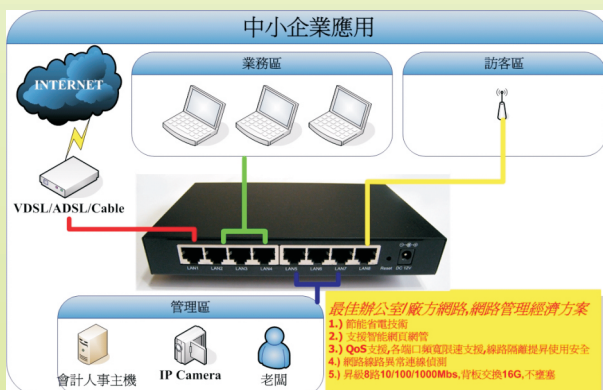 中小企業應用
INTERNET
業務區
訪客區
VDSL/ADSL/Cable
LAN1 LAN2 LAN3 LAN4 LAN5 LAN6 LAN7 LAN8 Reset DC 12V
管理區
會計人事主機
IP Camera
老闆
最佳辦公室/廠方網路,網路管理經濟方案
1.) 節能省電技術
2.) 支援智能網頁網管
3.) QoS支援,各端口頻寬限速支援,線路隔離提昇使用安全
4.) 網路線路異常連線偵測
5.) 昇級8路10/100/1000Mbs,背板交換16G,不壅塞